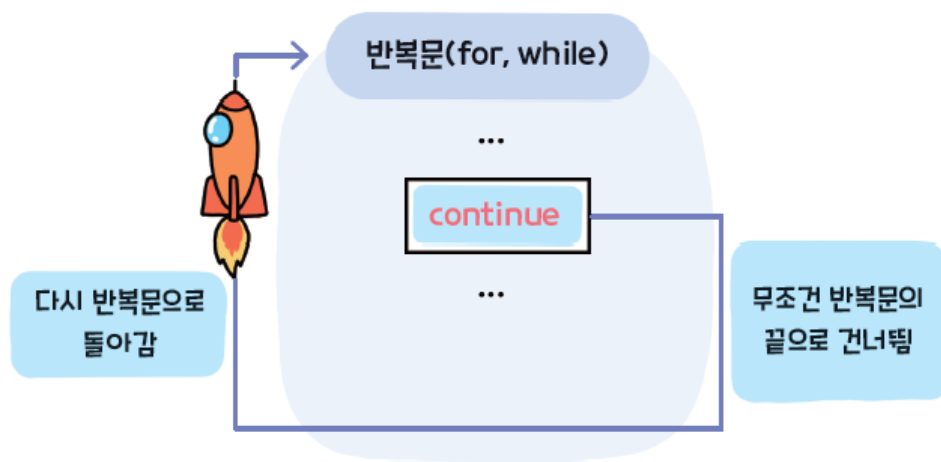 반복문(for, while)
...
continue
...
다시 반복문으로
돌아감
무조건 반복문의
끝으로 건너뜀